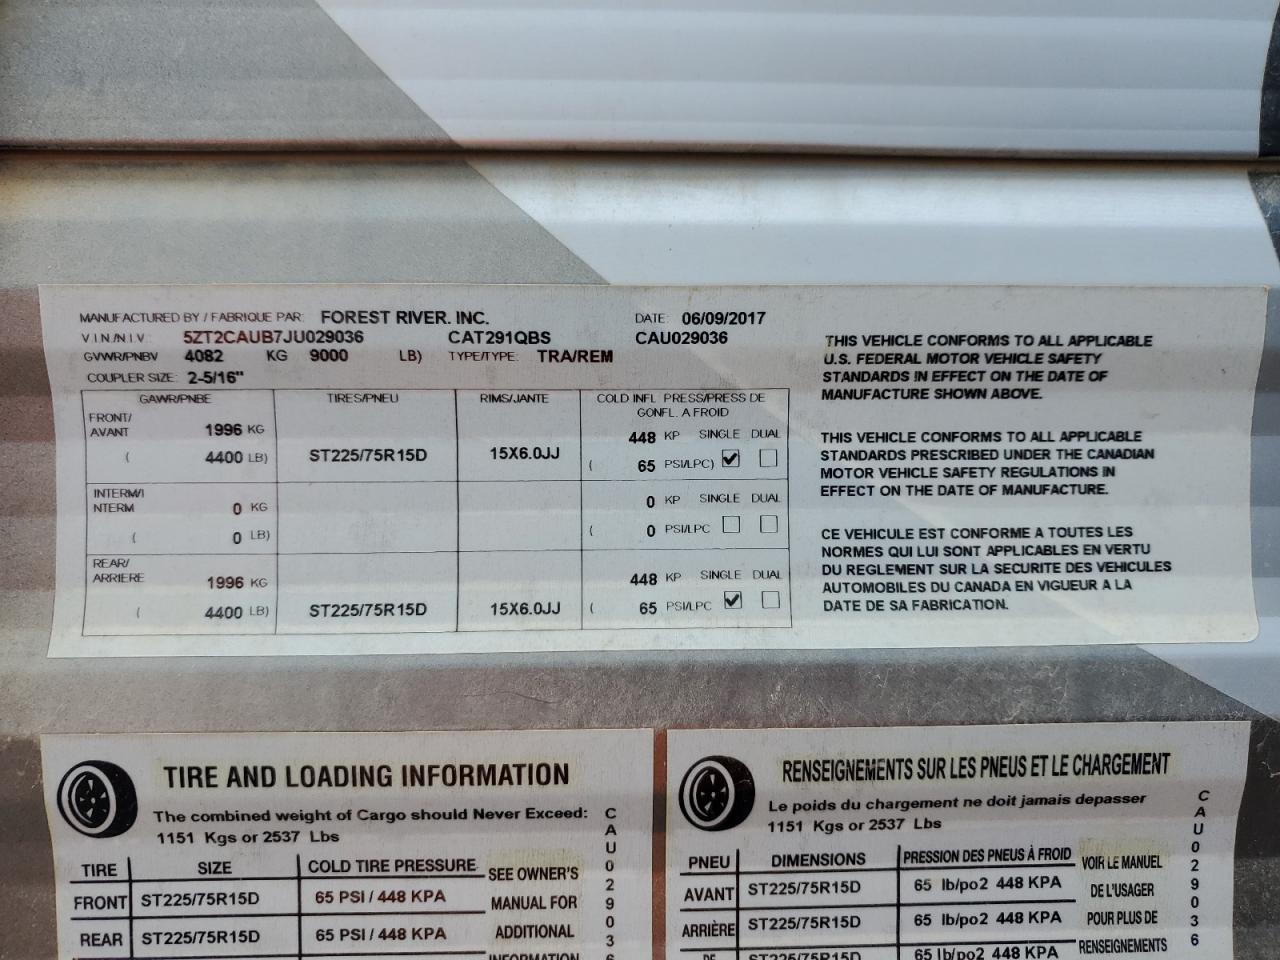 MANUFACTURED BY / FABRIQUE PAR: FOREST RIVER. INC. DATE: 06/09/2017
V I N /N I V: 5ZT2CAUB7JU029036 CAT291QBS CAU029036
GVWR/PNBV 4082 KG 9000 LB) TYPE/TYPE: TRA/REM
COUPLER SIZE: 2-5/16"
GAWR/PNBE TIRES/PNEU RIMS/JANTE COLD INFL PRESS/PRESS DE
GONFL. A FROID
FRONT/
AVANT 1996 KG 448 KP SINGLE DUAL
( 4400 LB) ST225/75R15D 15X6.0JJ ( 65 PSI/LPC)
INTERM/I
NTERM 0 KG 0 KP SINGLE DUAL
( 0 LB) ( 0 PSI/LPC
REAR/
ARRIERE 1996 KG 448 KP SINGLE DUAL
( 4400 LB) ST225/75R15D 15X6.0JJ ( 65 PSI/LPC
THIS VEHICLE CONFORMS TO ALL APPLICABLE
U.S. FEDERAL MOTOR VEHICLE SAFETY
STANDARDS IN EFFECT ON THE DATE OF
MANUFACTURE SHOWN ABOVE.
THIS VEHICLE CONFORMS TO ALL APPLICABLE
STANDARDS PRESCRIBED UNDER THE CANADIAN
MOTOR VEHICLE SAFETY REGULATIONS IN
EFFECT ON THE DATE OF MANUFACTURE.
CE VEHICULE EST CONFORME A TOUTES LES
NORMES QUI LUI SONT APPLICABLES EN VERTU
DU REGLEMENT SUR LA SECURITE DES VEHICULES
AUTOMOBILES DU CANADA EN VIGUEUR A LA
DATE DE SA FABRICATION.
TIRE AND LOADING INFORMATION
The combined weight of Cargo should Never Exceed:
1151 Kgs or 2537 Lbs
TIRE SIZE COLD TIRE PRESSURE SEE OWNER'S
FRONT ST225/75R15D 65 PSI / 448 KPA MANUAL FOR
REAR ST225/75R15D 65 PSI / 448 KPA ADDITIONAL
INFORMATION
CAU029036
RENSEIGNEMENTS SUR LES PNEUS ET LE CHARGEMENT
Le poids du chargement ne doit jamais depasser
1151 Kgs or 2537 Lbs
PNEU DIMENSIONS PRESSION DES PNEUS À FROID VOIR LE MANUEL
AVANT ST225/75R15D 65 lb/po2 448 KPA DE L'USAGER
ARRIÈRE ST225/75R15D 65 lb/po2 448 KPA POUR PLUS DE
DE ST225/75R15D 65 lb/po2 448 KPA RENSEIGNEMENTS
CAU029036